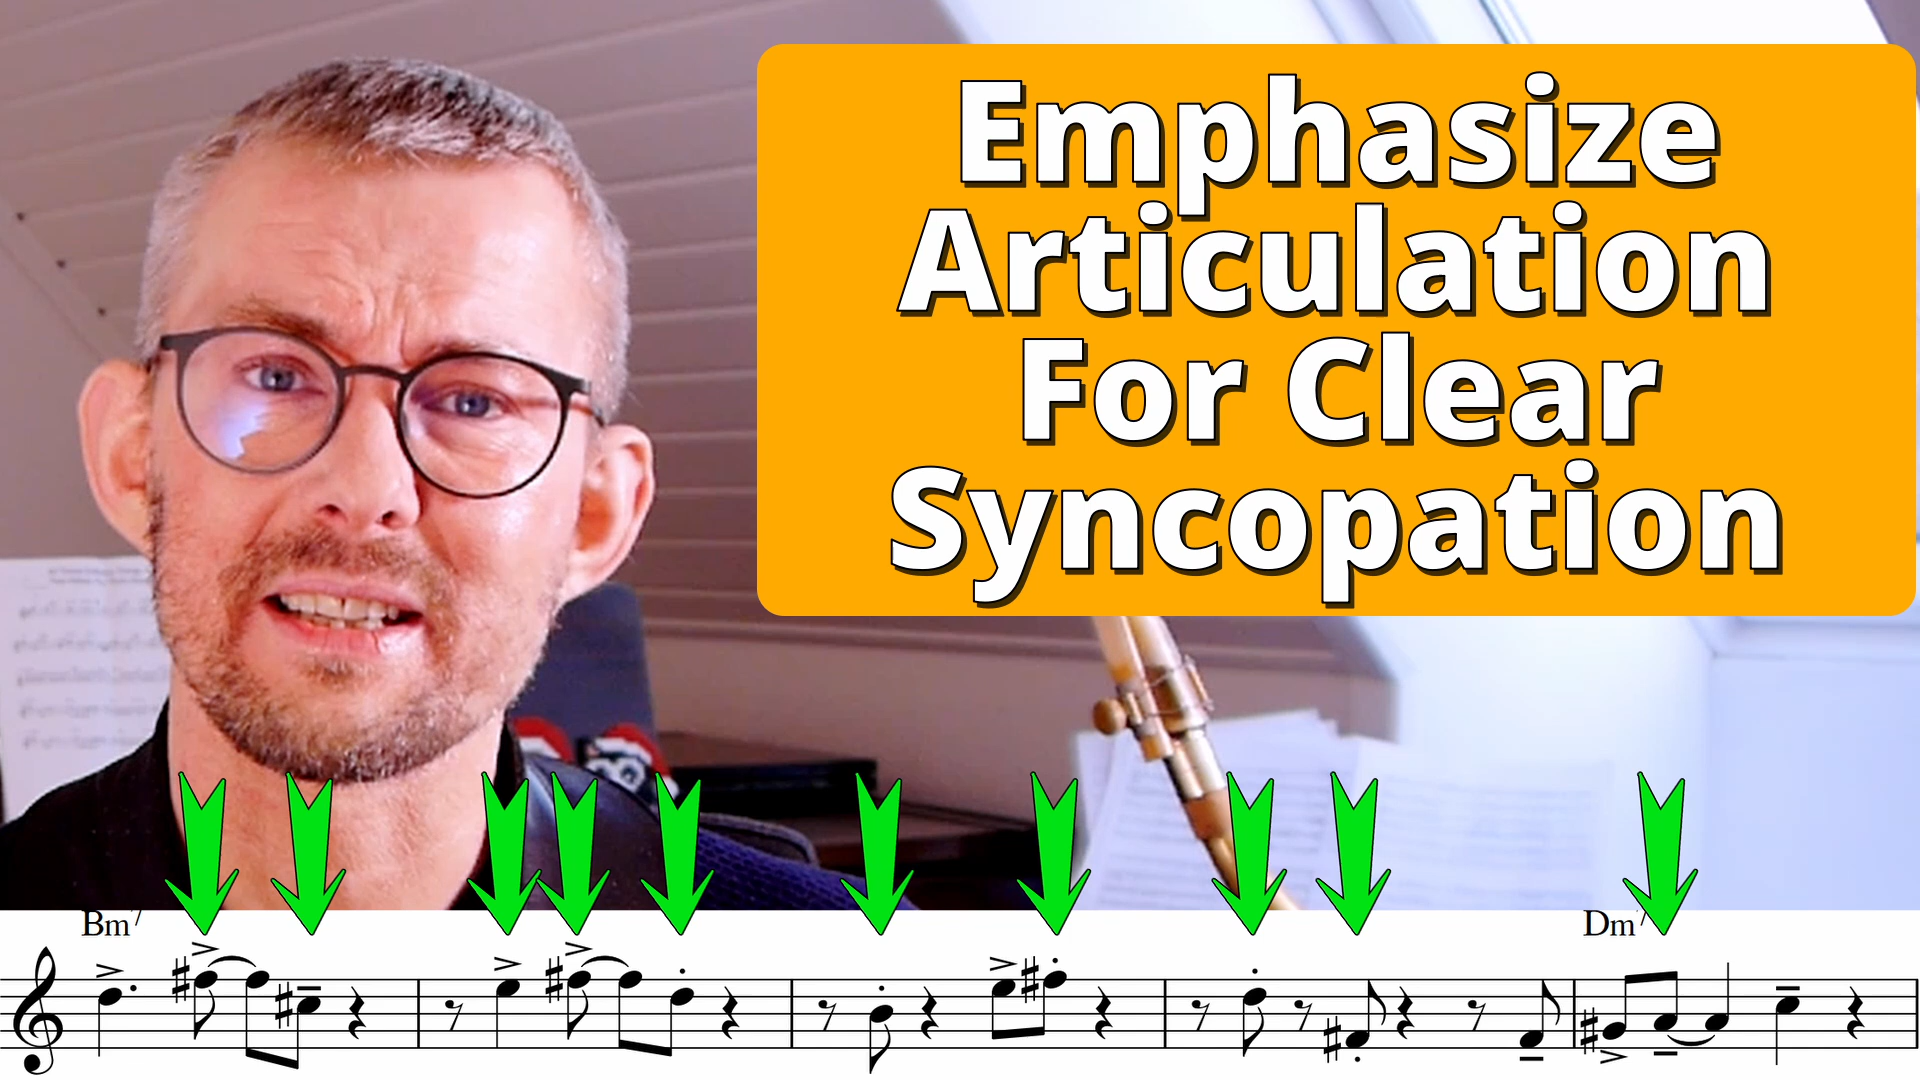 Emphasize
Articulation
For Clear
Syncopation
Bm7 Dm7